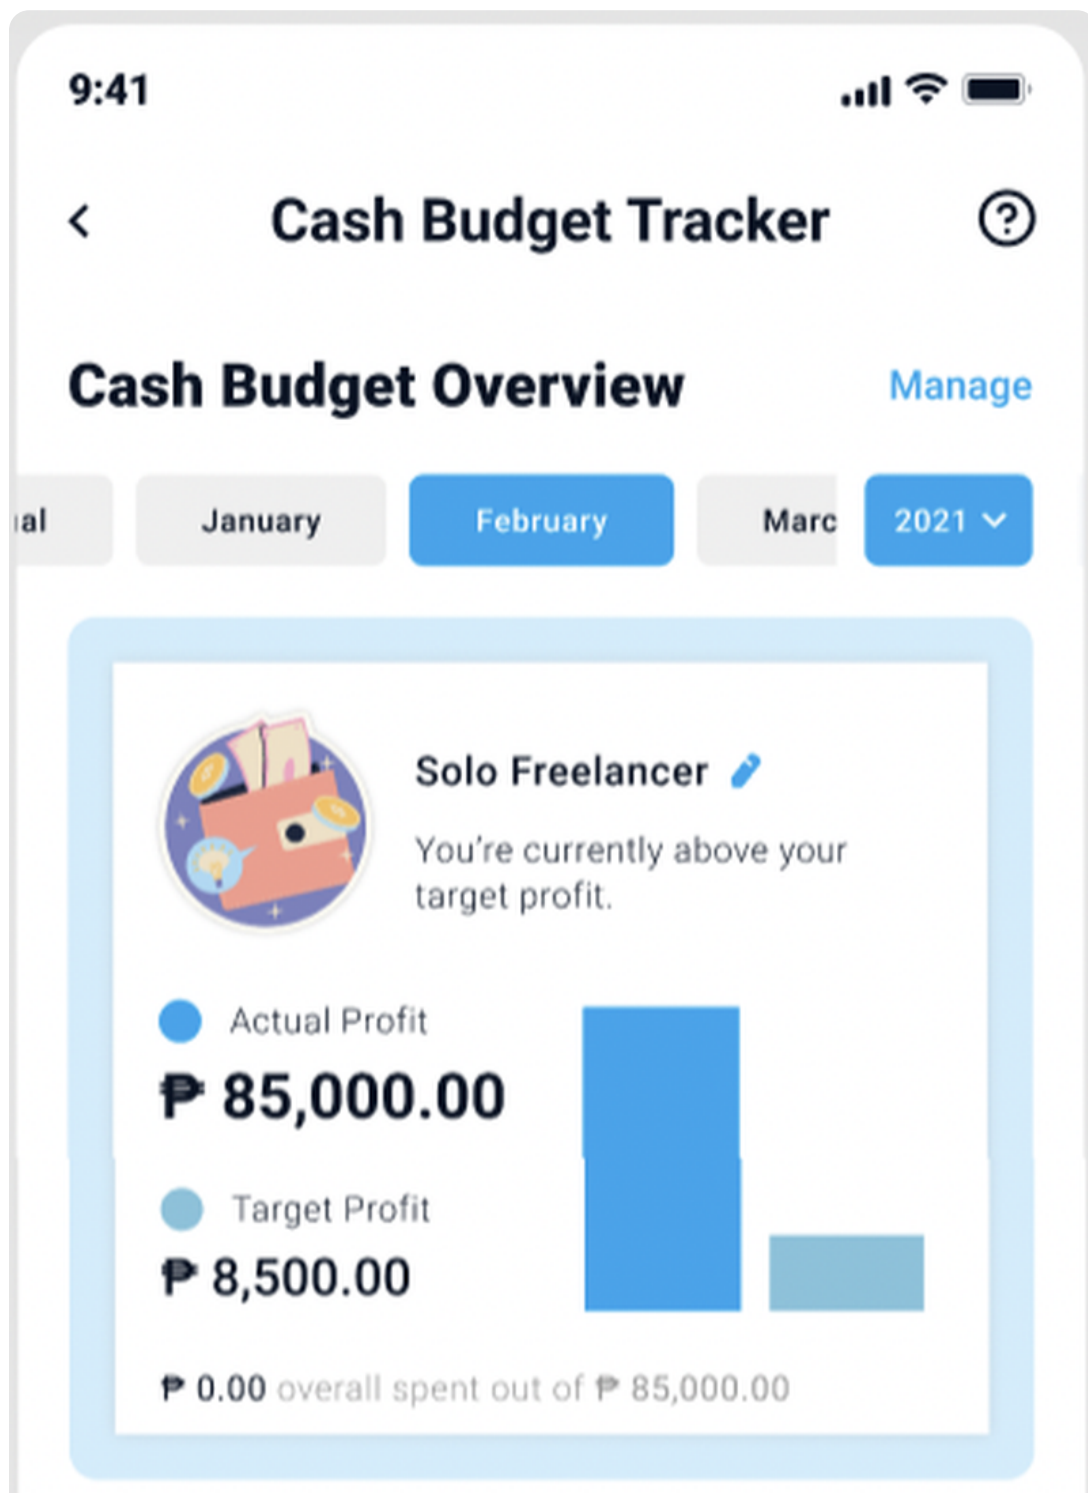 9:41
Cash Budget Tracker
Cash Budget Overview Manage
al January February Marc 2021
Solo Freelancer
You're currently above your
target profit.
Actual Profit
₱ 85,000.00
Target Profit
₱ 8,500.00
₱ 0.00 overall spent out of ₱ 85,000.00